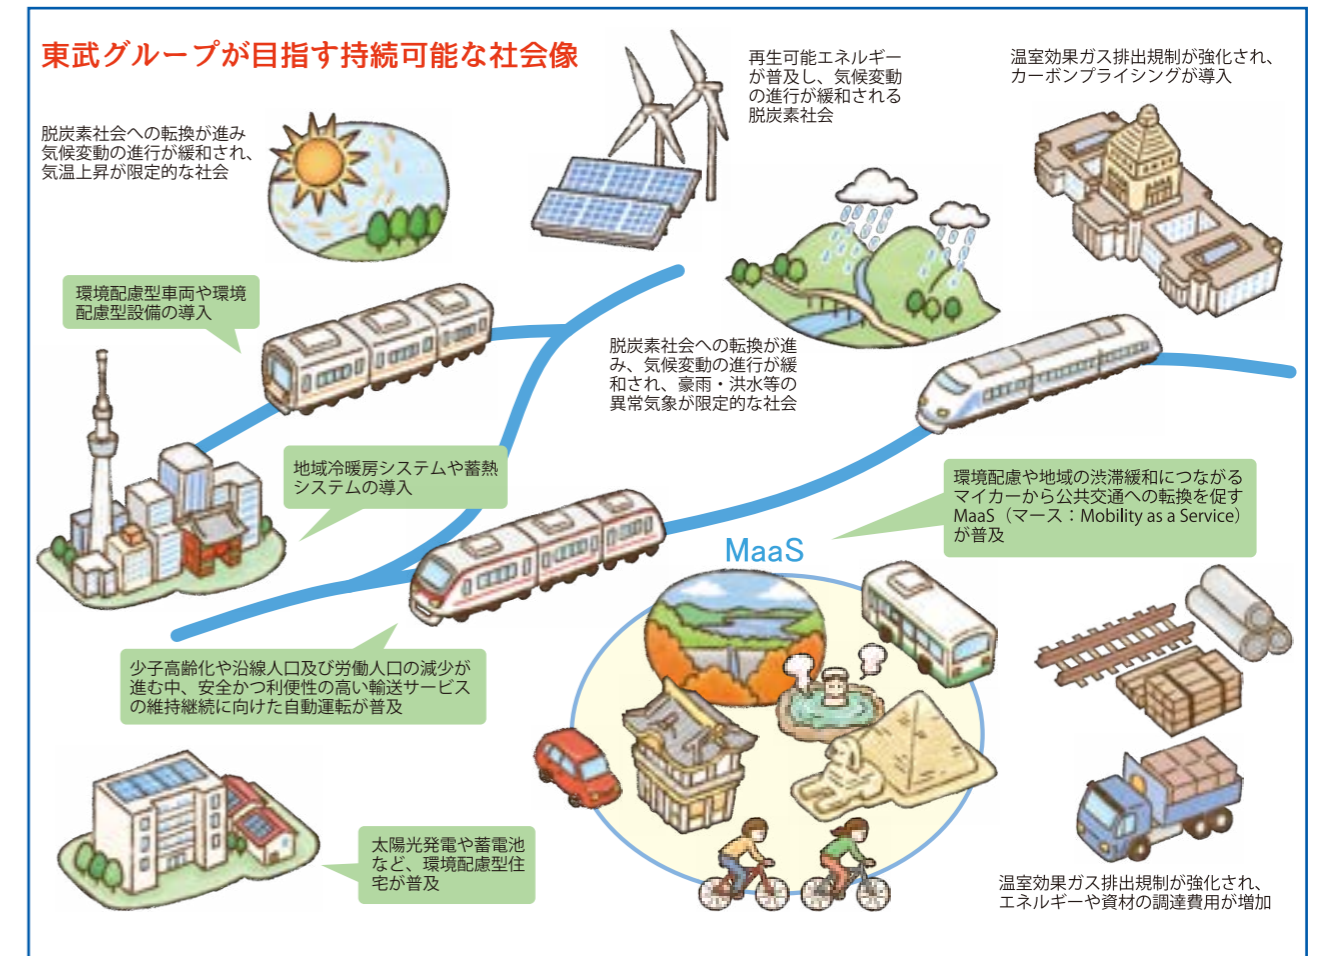 東武グループが目指す持続可能な社会像
脱炭素社会への転換が進み
気候変動の進行が緩和され、
気温上昇が限定的な社会
再生可能エネルギー
が普及し、気候変動
の進行が緩和される
脱炭素社会
温室効果ガス排出規制が強化され、
カーボンプライシングが導入
環境配慮型車両や環境
配慮型設備の導入
脱炭素社会への転換が進
み、気候変動の進行が緩
和され、豪雨・洪水等の
異常気象が限定的な社会
地域冷暖房システムや蓄熱
システムの導入
環境配慮や地域の渋滞緩和につながる
マイカーから公共交通への転換を促す
MaaS（マース：Mobility as a Service）
が普及
MaaS
少子高齢化や沿線人口及び労働人口の減少が
進む中、安全かつ利便性の高い輸送サービス
の維持継続に向けた自動運転が普及
太陽光発電や蓄電池
など、環境配慮型住
宅が普及
温室効果ガス排出規制が強化され、
エネルギーや資材の調達費用が増加